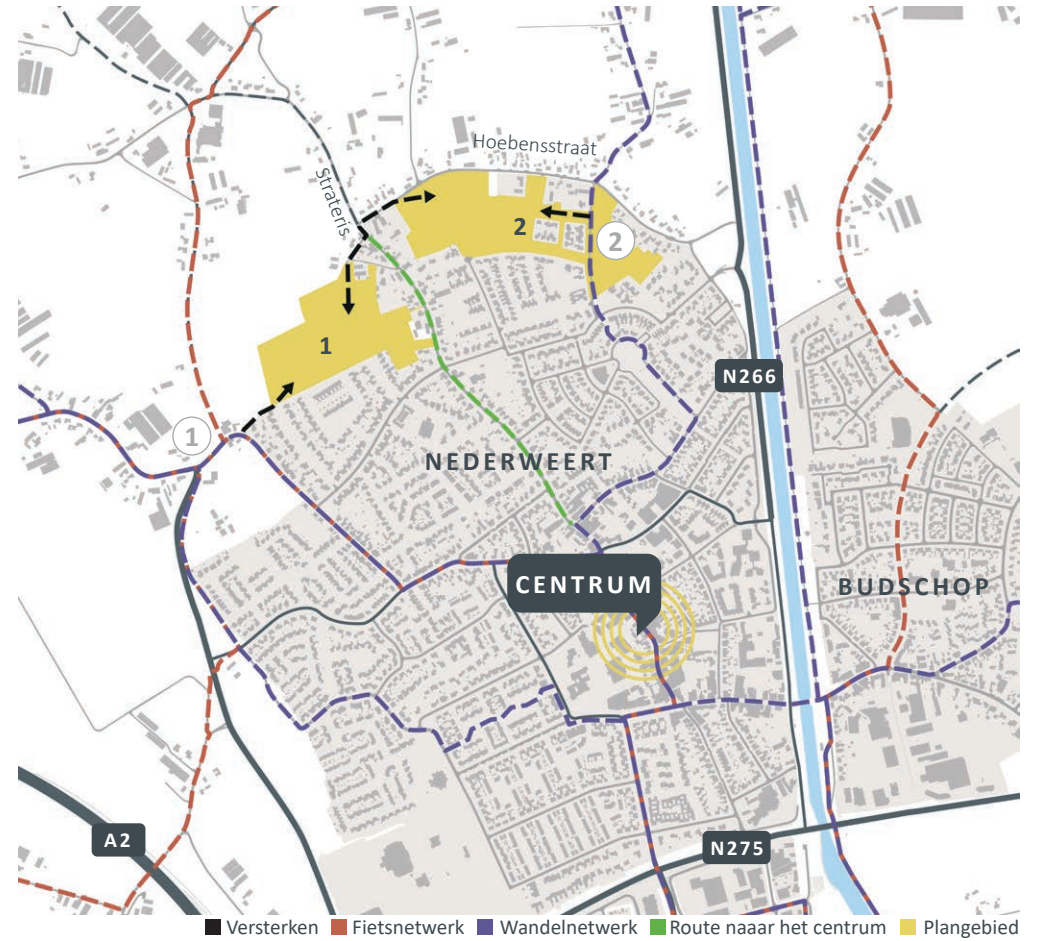 Hoebensstraat
Strateris
2
2
1
N266
1
NEDERWEERT
CENTRUM
BUDSCHOP
A2
N275
Versterken Fietsnetwerk Wandelnetwerk Route naaar het centrum Plangebied